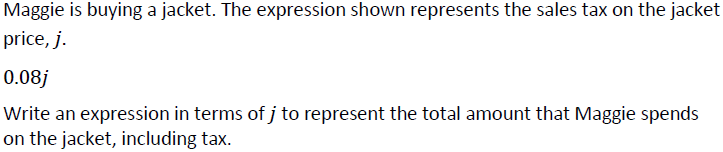 Maggie is buying a jacket. The expression shown represents the sales tax on the jacket
price, j.
0.08j
Write an expression in terms of j to represent the total amount that Maggie spends
on the jacket, including tax.